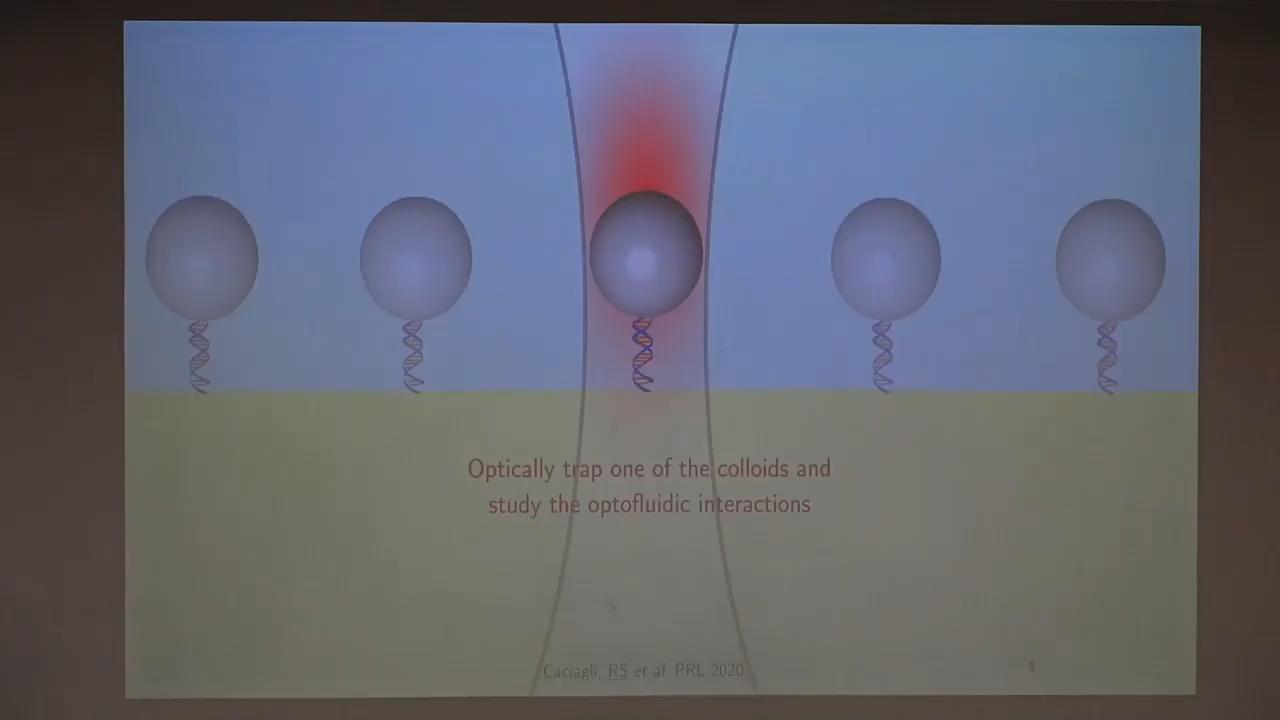 Optically trap one of the colloids and
study the optofluidic interactions
Caciagli, RS et al. PRL 2020
9